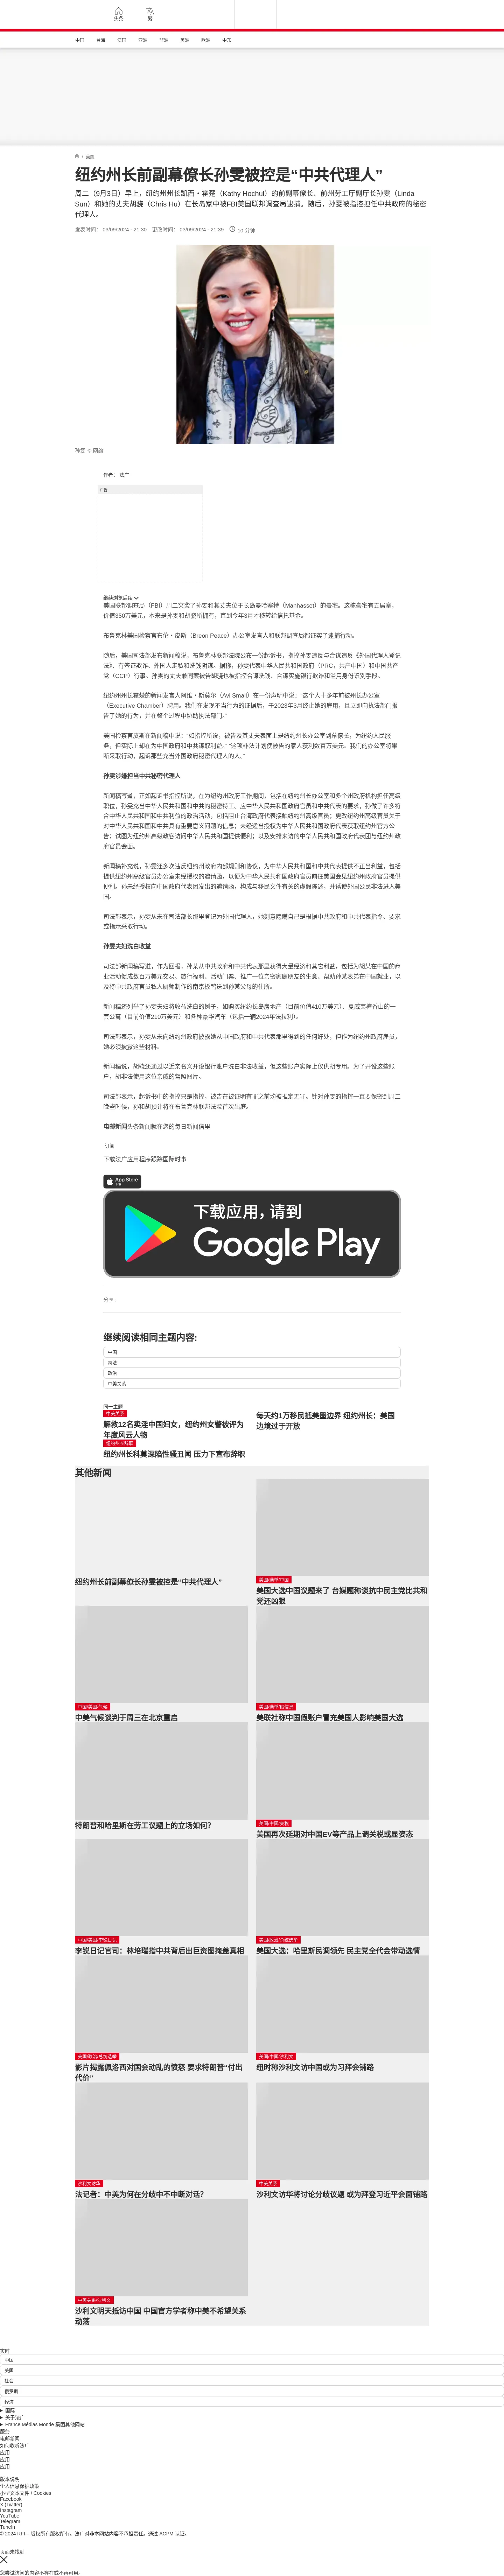 头条
繁
中国
台海
法国
亚洲
非洲
美洲
欧洲
中东
/ 美国
纽约州长前副幕僚长孙雯被控是“中共代理人”
周二（9月3日）早上，纽约州州长凯西・霍楚（Kathy Hochul）的前副幕僚长、前州劳工厅副厅长孙雯（Linda
Sun）和她的丈夫胡骁（Chris Hu）在长岛家中被FBI美国联邦调查局逮捕。随后，孙雯被指控担任中共政府的秘密
代理人。
发表时间： 03/09/2024 - 21:30 更改时间： 03/09/2024 - 21:39 10 分钟
孙雯 © 网络
作者： 法广
广告
继续浏览后续
美国联邦调查局（FBI）周二突袭了孙雯和其丈夫位于长岛曼哈塞特（Manhasset）的豪宅。这栋豪宅有五居室，
价值350万美元，本来是孙雯和胡骁所拥有，直到今年3月才移转给信托基金。
布鲁克林美国检察官布伦・皮斯（Breon Peace）办公室发言人和联邦调查局都证实了逮捕行动。
随后，美国司法部发布新闻稿说，布鲁克林联邦法院公布一份起诉书，指控孙雯违反与合谋违反《外国代理人登记
法》、有签证欺诈、外国人走私和洗钱阴谋。据称，孙雯代表中华人民共和国政府（PRC，共产中国）和中国共产
党（CCP）行事。孙雯的丈夫兼同案被告胡骁也被指控合谋洗钱、合谋实施银行欺诈和滥用身份识别手段。
纽约州州长霍楚的新闻发言人阿维・斯莫尔（Avi Small）在一份声明中说：“这个人十多年前被州长办公室
（Executive Chamber）聘用。我们在发现不当行为的证据后，于2023年3月终止她的雇用，且立即向执法部门报
告了她的行为，并在整个过程中协助执法部门。”
美国检察官皮斯在新闻稿中说：“如指控所说，被告及其丈夫表面上是纽约州长办公室副幕僚长，为纽约人民服
务，但实际上却在为中国政府和中共谋取利益。” “这项非法计划使被告的家人获利数百万美元。我们的办公室将果
断采取行动，起诉那些充当外国政府秘密代理人的人。”
孙雯涉嫌担当中共秘密代理人
新闻稿写道，正如起诉书指控所说，在为纽约州政府工作期间，包括在纽约州长办公室和多个州政府机构担任高级
职位，孙雯充当中华人民共和国和中共的秘密特工。应中华人民共和国政府官员和中共代表的要求，孙做了许多符
合中华人民共和国和中共利益的政治活动，包括阻止台湾政府代表接触纽约州高级官员；更改纽约州高级官员关于
对中华人民共和国和中共具有重要意义问题的信息；未经适当授权为中华人民共和国政府代表获取纽约州官方公
告；试图为纽约州高级政客访问中华人民共和国提供便利；以及安排来访的中华人民共和国政府代表团与纽约州政
府官员会面。
新闻稿补充说，孙雯还多次违反纽约州政府内部规则和协议，为中华人民共和国和中共代表提供不正当利益，包括
提供纽约州高级官员办公室未经授权的邀请函，以便为中华人民共和国政府官员前往美国会见纽约州政府官员提供
便利。孙未经授权向中国政府代表团发出的邀请函，构成与移民文件有关的虚假陈述，并诱使外国公民非法进入美
国。
司法部表示，孙雯从未在司法部长那里登记为外国代理人，她刻意隐瞒自己是根据中共政府和中共代表指令、要求
或指示采取行动。
孙雯夫妇洗白收益
司法部新闻稿写道，作为回报，孙某从中共政府和中共代表那里获得大量经济和其它利益，包括为胡某在中国的商
业活动促成数百万美元交易、旅行福利、活动门票、推广一位亲密家庭朋友的生意、帮助孙某表弟在中国就业，以
及将中共政府官员私人厨师制作的南京板鸭送到孙某父母的住所。
新闻稿还列举了孙雯夫妇将收益洗白的例子，如购买纽约长岛房地产（目前价值410万美元）、夏威夷檀香山的一
套公寓（目前价值210万美元）和各种豪华汽车（包括一辆2024年法拉利）。
司法部表示，孙雯从未向纽约州政府披露她从中国政府和中共代表那里得到的任何好处，但作为纽约州政府雇员，
她必须披露这些材料。
新闻稿说，胡骁还通过以近亲名义开设银行账户洗白非法收益，但这些账户实际上仅供胡专用。为了开设这些账
户，胡非法使用这位亲戚的驾照图片。
司法部表示，起诉书中的指控只是指控，被告在被证明有罪之前均被推定无罪。针对孙雯的指控一直要保密到周二
晚些时候，孙和胡预计将在布鲁克林联邦法院首次出庭。
电邮新闻头条新闻就在您的每日新闻信里
订阅
下载法广应用程序跟踪国际时事
App Store
下载
下载应用，请到
Google Play
分享 :
继续阅读相同主题内容:
中国
司法
政治
中美关系
同一主题
中美关系
解救12名卖淫中国妇女，纽约州女警被评为
年度风云人物
每天约1万移民抵美墨边界 纽约州长：美国
边境过于开放
纽约州长辞职
纽约州长科莫深陷性骚丑闻 压力下宣布辞职
其他新闻
纽约州长前副幕僚长孙雯被控是“中共代理人”
美国/选举/中国
美国大选中国议题来了 台媒题称谈抗中民主党比共和
党还凶狠
中国/美国/气候
中美气候谈判于周三在北京重启
美国/选举/假信息
美联社称中国假账户冒充美国人影响美国大选
特朗普和哈里斯在劳工议题上的立场如何？
美国/中国/关税
美国再次延期对中国EV等产品上调关税或显姿态
中国/美国/李锐日记
李锐日记官司：林培瑞指中共背后出巨资图掩盖真相
美国/政治/总统选举
美国大选：哈里斯民调领先 民主党全代会带动选情
美国/政治/总统选举
影片揭露佩洛西对国会动乱的愤怒 要求特朗普“付出
代价”
美国/中国/沙利文
纽时称沙利文访中国或为习拜会铺路
沙利文访华
法记者：中美为何在分歧中不中断对话？
中美关系
沙利文访华将讨论分歧议题 或为拜登习近平会面铺路
中美关系/沙利文
沙利文明天抵访中国 中国官方学者称中美不希望关系
动荡
实时
中国
美国
社会
俄罗斯
经济
国际
关于法广
France Médias Monde 集团其他网站
服务
电邮新闻
如何收听法广
应用
应用
应用
版本说明
个人信息保护政策
小型文本文件 / Cookies
Facebook
X (Twitter)
Instagram
YouTube
Telegram
TuneIn
© 2024 RFI – 版权所有版权所有。法广对非本网站内容不承担责任。通过 ACPM 认证。
页面未找到
您尝试访问的内容不存在或不再可用。